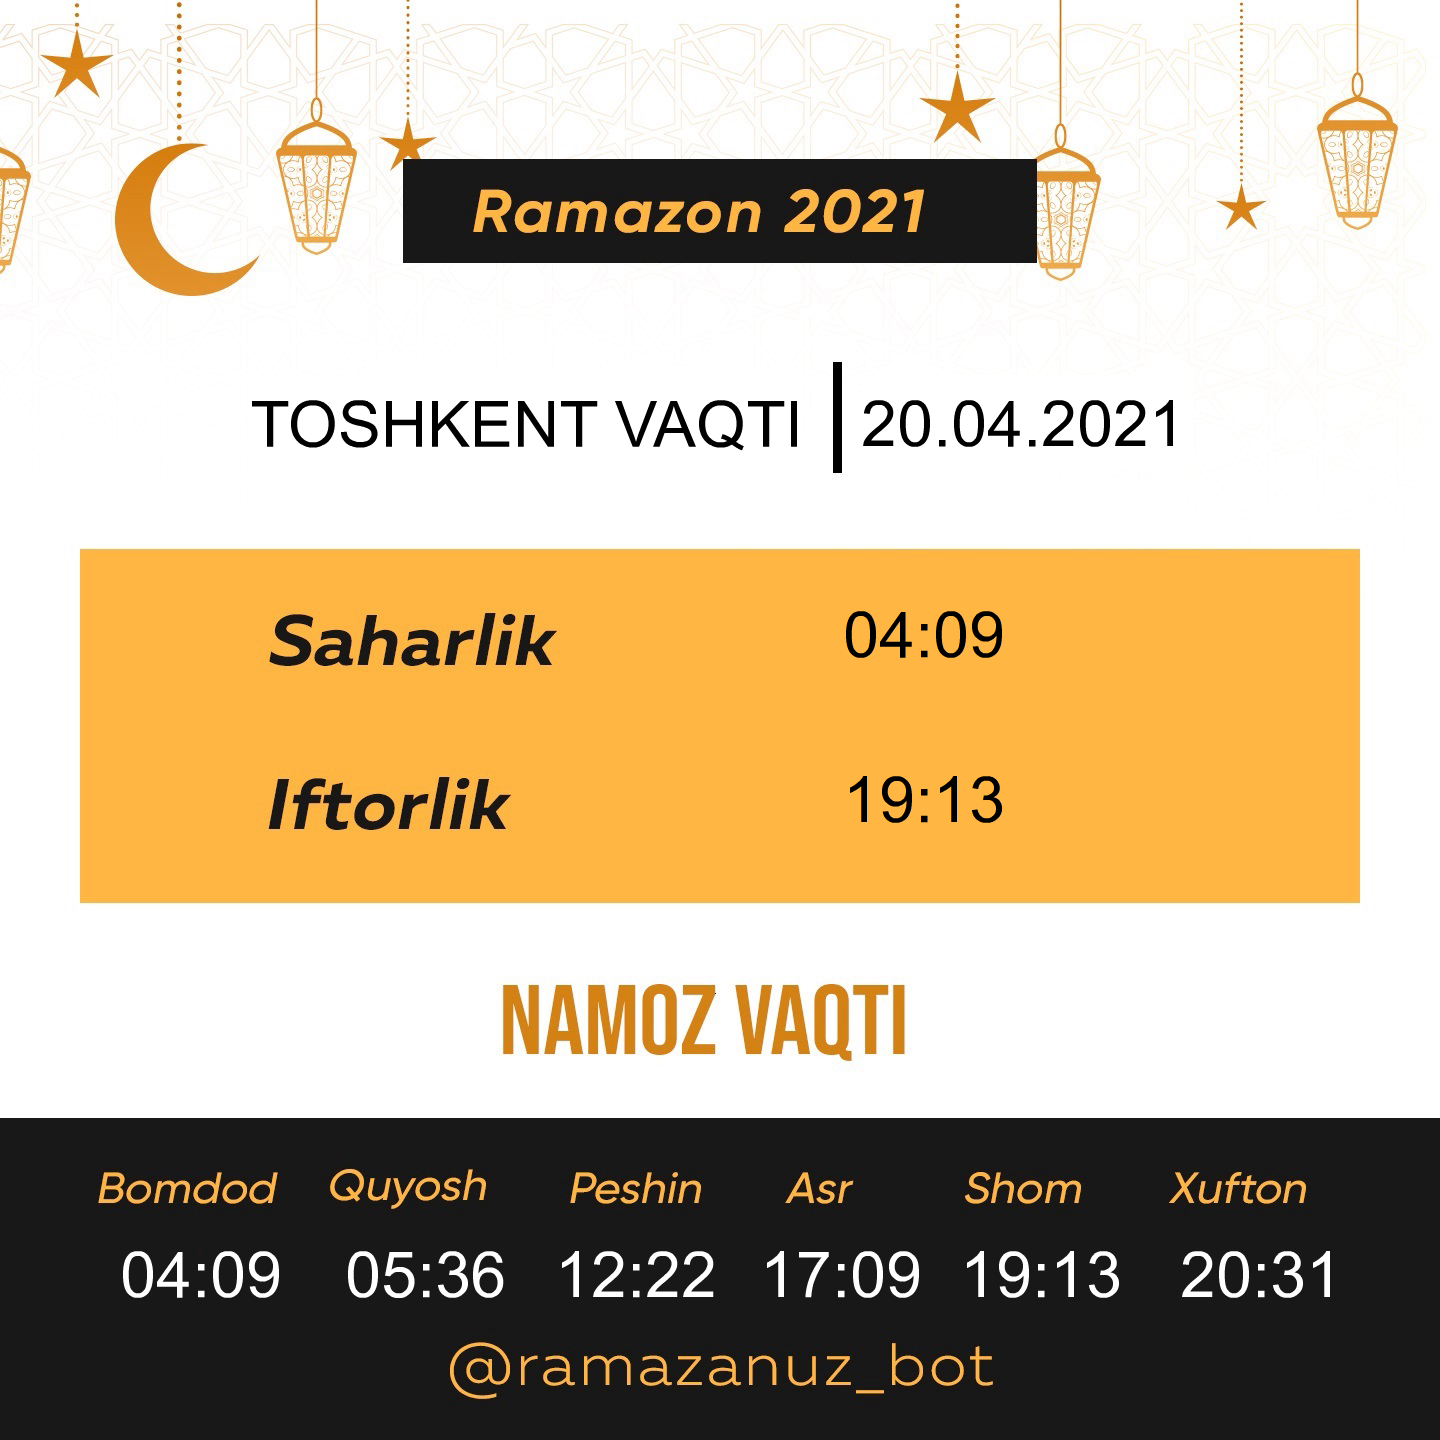 Ramazon 2021
TOSHKENT VAQTI | 20.04.2021
Saharlik 04:09
Iftorlik 19:13
NAMOZ VAQTI
Bomdod Quyosh Peshin Asr Shom Xufton
04:09 05:36 12:22 17:09 19:13 20:31
@ramazanuz_bot